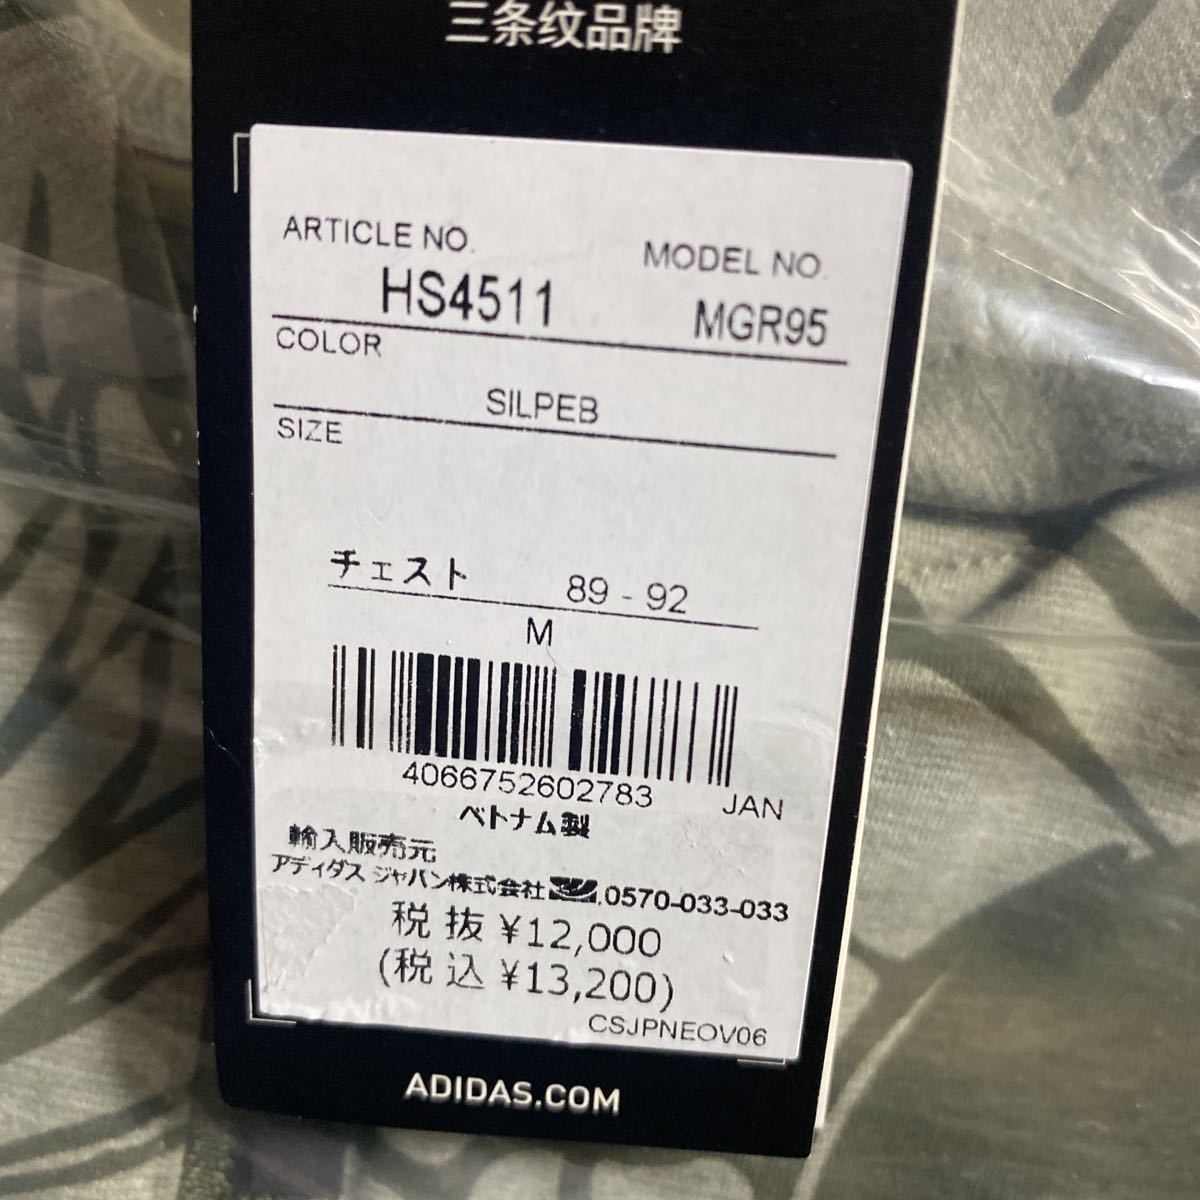 三条纹品牌
ARTICLE NO.
MODEL NO.
HS4511
MGR95
COLOR
SILPEB
SIZE
チェスト 89 - 92
M
4066752602783
JAN
ベトナム製
輸入販売元
アディダス ジャパン株式会社 0570-033-033
税 抜 ¥12,000
(税 込 ¥13,200)
CSJPNEOV06
ADIDAS.COM